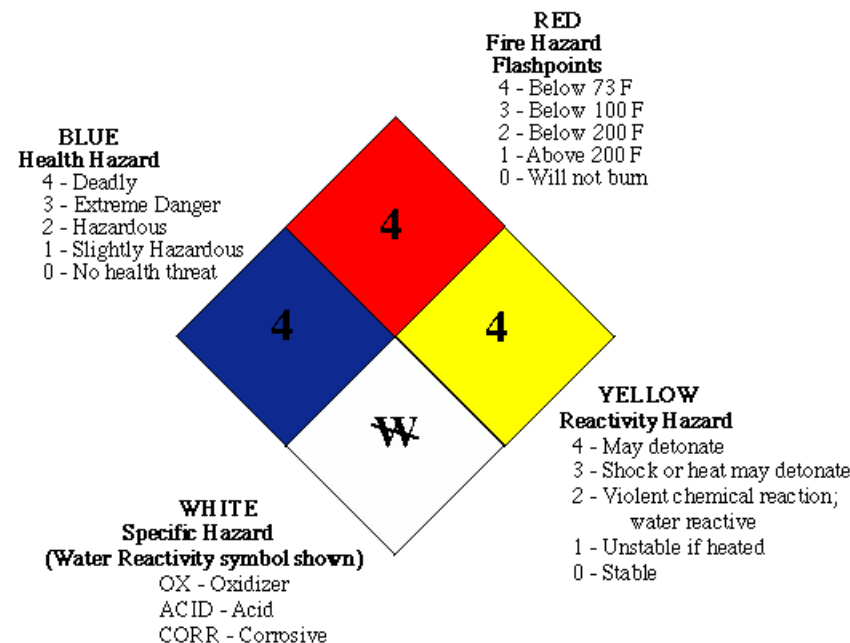 RED
Fire Hazard
Flashpoints
4 - Below 73 F
3 - Below 100 F
2 - Below 200 F
1 - Above 200 F
0 - Will not burn
BLUE
Health Hazard
4 - Deadly
3 - Extreme Danger
2 - Hazardous
1 - Slightly Hazardous
0 - No health threat
4
4
4
W
YELLOW
Reactivity Hazard
4 - May detonate
3 - Shock or heat may detonate
2 - Violent chemical reaction;
water reactive
1 - Unstable if heated
0 - Stable
WHITE
Specific Hazard
(Water Reactivity symbol shown)
OX - Oxidizer
ACID - Acid
CORR - Corrosive